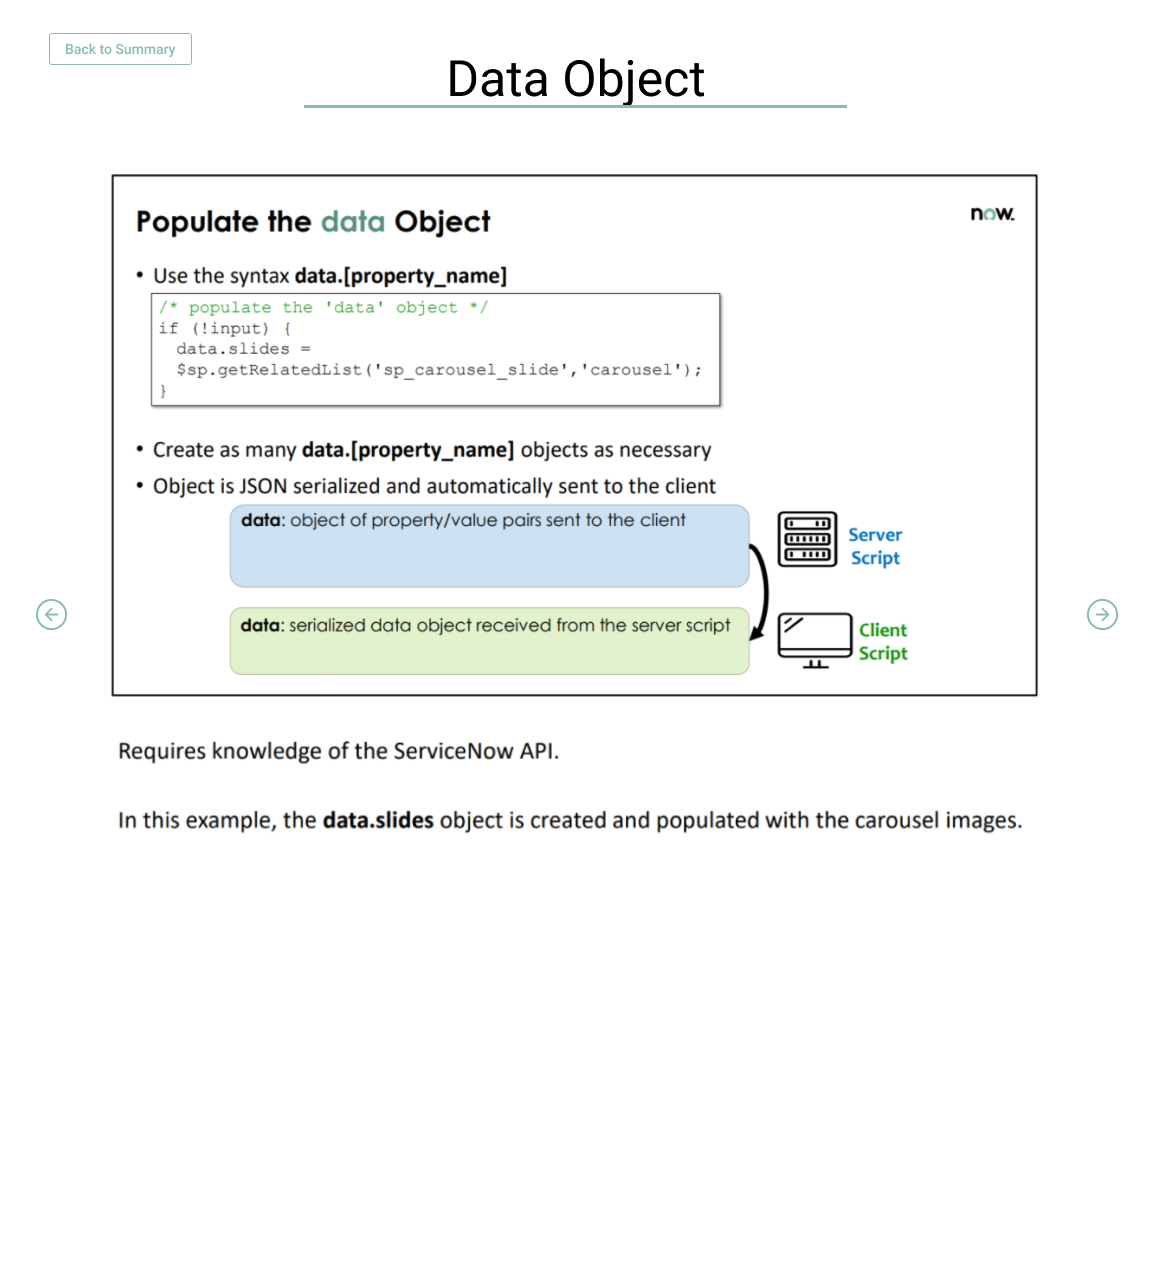 Back to Summary
Data Object
Populate the data Object
now.
• Use the syntax data.[property_name]
/* populate the 'data' object */
if (!input) {
data.slides =
$sp.getRelatedList('sp_carousel_slide','carousel');
}
• Create as many data.[property_name] objects as necessary
• Object is JSON serialized and automatically sent to the client
data: object of property/value pairs sent to the client
Server
Script
data: serialized data object received from the server script
Client
Script
Requires knowledge of the ServiceNow API.
In this example, the data.slides object is created and populated with the carousel images.